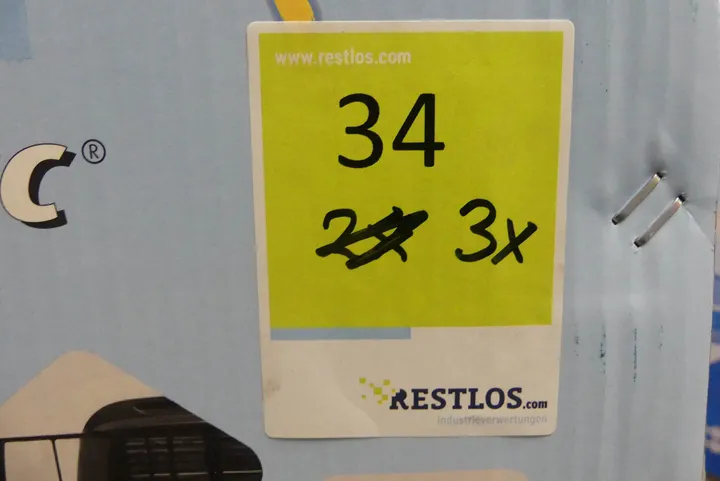 www.restlos.com
34
3x
C®
RESTLOS.com
industrieverwertungen